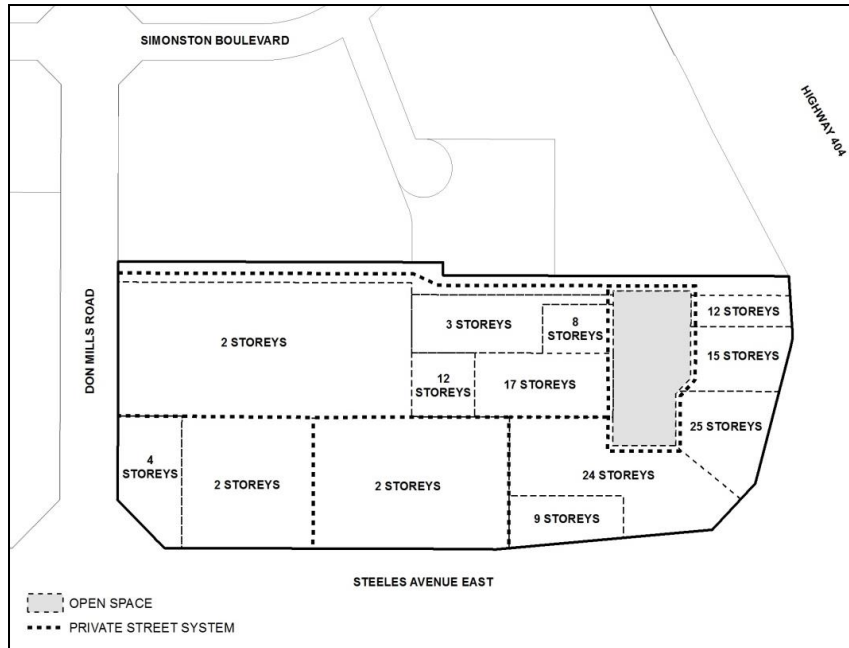 SIMONSTON BOULEVARD
HIGHWAY 404
DON MILLS ROAD
12 STOREYS
3 STOREYS
8
STOREYS
2 STOREYS
15 STOREYS
12
STOREYS
17 STOREYS
25 STOREYS
4
STOREYS
2 STOREYS
2 STOREYS
24 STOREYS
9 STOREYS
STEELES AVENUE EAST
OPEN SPACE
PRIVATE STREET SYSTEM